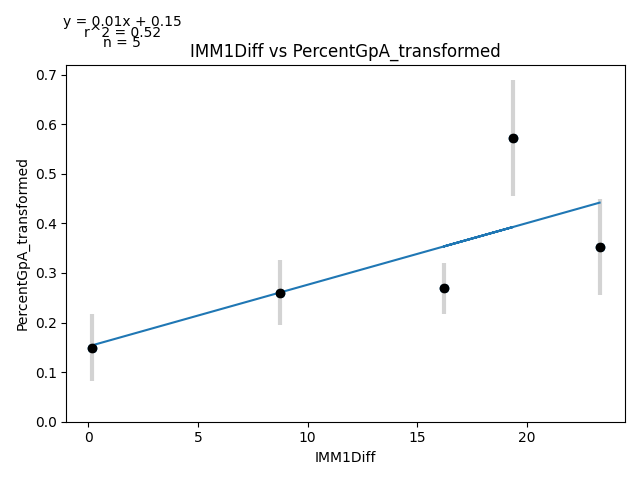 y = 0.01x + 0.15
r^2 = 0.52
n = 5
IMM1Diff vs PercentGpA_transformed
PercentGpA_transformed
0.7
0.6
0.5
0.4
0.3
0.2
0.1
0.0
0
5
10
15
20
IMM1Diff